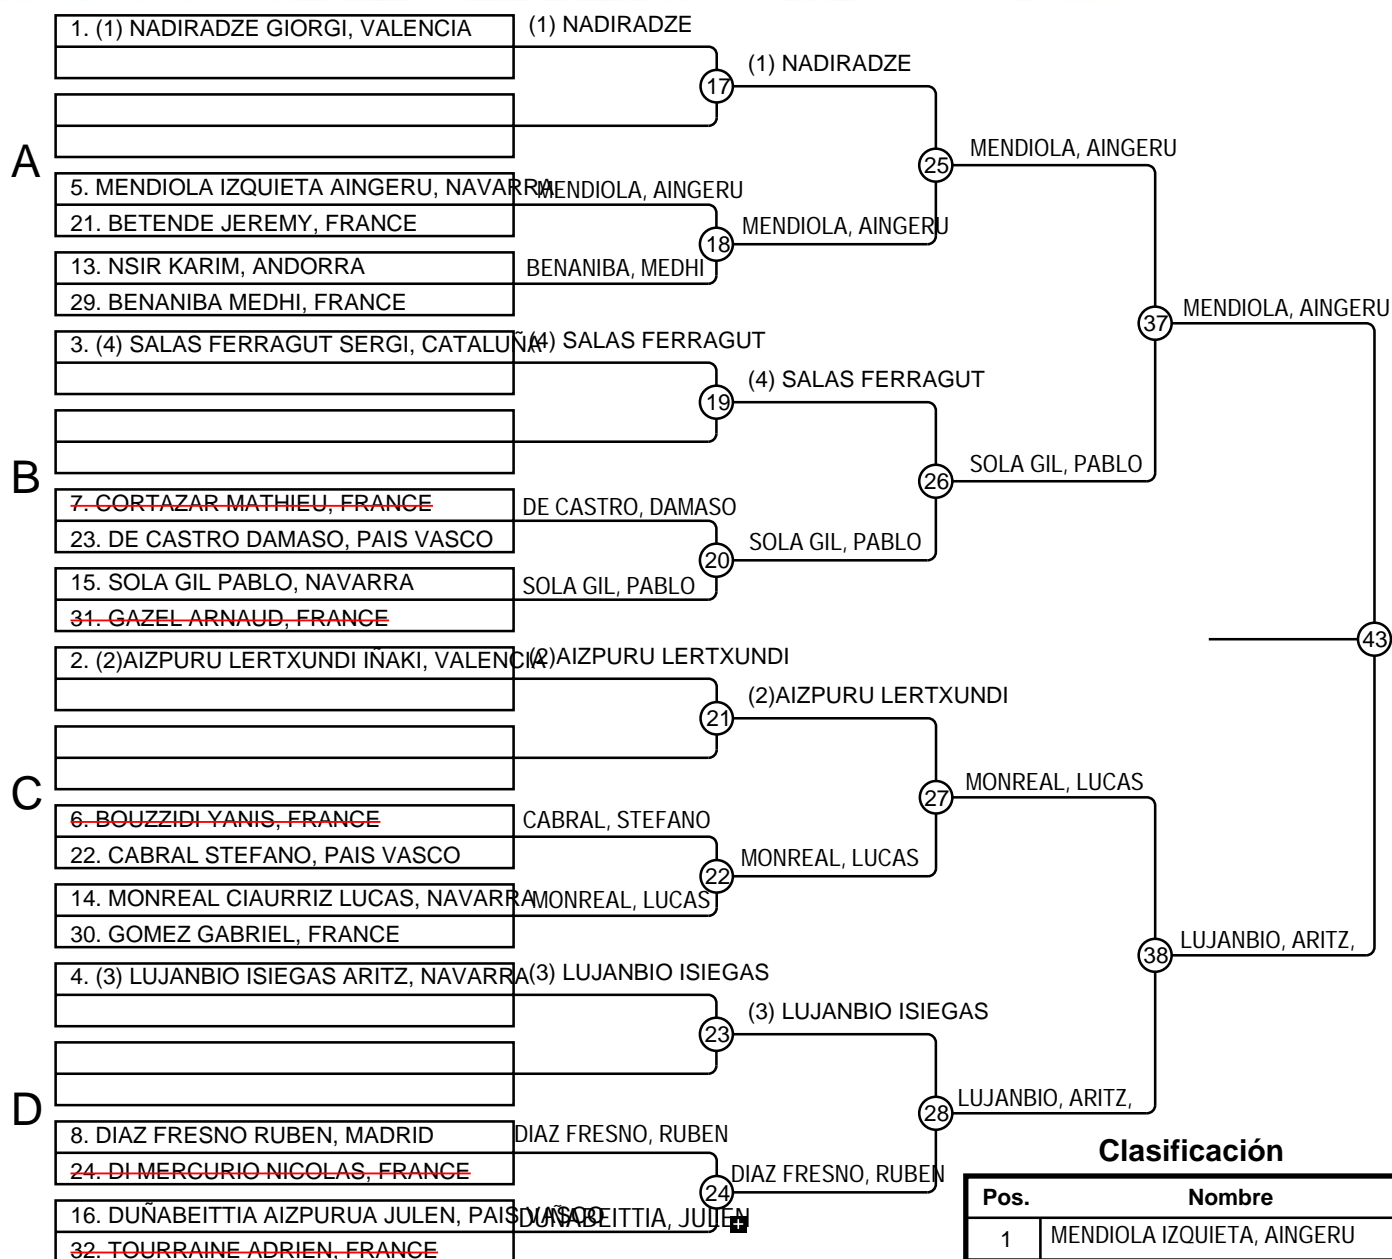 1. (1) NADIRADZE GIORGI, VALENCIA
(1) NADIRADZE
17
(1) NADIRADZE
A
25
MENDIOLA, AINGERU
5. MENDIOLA IZQUIETA AINGERU, NAVARRA
MENDIOLA, AINGERU
21. BETENDE JEREMY, FRANCE
18
MENDIOLA, AINGERU
13. NSIR KARIM, ANDORRA
BENANIBA, MEDHI
29. BENANIBA MEDHI, FRANCE
37
MENDIOLA, AINGERU
3. (4) SALAS FERRAGUT SERGI, CATALUÑA
(4) SALAS FERRAGUT
19
(4) SALAS FERRAGUT
B
26
SOLA GIL, PABLO
7. CORTAZAR MATHIEU, FRANCE
DE CASTRO, DAMASO
23. DE CASTRO DAMASO, PAIS VASCO
20
SOLA GIL, PABLO
15. SOLA GIL PABLO, NAVARRA
SOLA GIL, PABLO
31. GAZEL ARNAUD, FRANCE
43
2. (2)AIZPURU LERTXUNDI IÑAKI, VALENCIA
(2)AIZPURU LERTXUNDI
21
(2)AIZPURU LERTXUNDI
C
27
MONREAL, LUCAS
6. BOUZZIDI YANIS, FRANCE
CABRAL, STEFANO
22. CABRAL STEFANO, PAIS VASCO
22
MONREAL, LUCAS
14. MONREAL CIAURRIZ LUCAS, NAVARRA
MONREAL, LUCAS
30. GOMEZ GABRIEL, FRANCE
38
LUJANBIO, ARITZ,
4. (3) LUJANBIO ISIEGAS ARITZ, NAVARRA
(3) LUJANBIO ISIEGAS
23
(3) LUJANBIO ISIEGAS
D
28
LUJANBIO, ARITZ,
8. DIAZ FRESNO RUBEN, MADRID
DIAZ FRESNO, RUBEN
24. DI MERCURIO NICOLAS, FRANCE
24
DIAZ FRESNO, RUBEN
16. DUÑABEITTIA AIZPURUA JULEN, PAIS VASCO
DUÑABEITTIA, JULEN
32. TOURRAINE ADRIEN, FRANCE
Clasificación
Pos. Nombre
1 MENDIOLA IZQUIETA, AINGERU